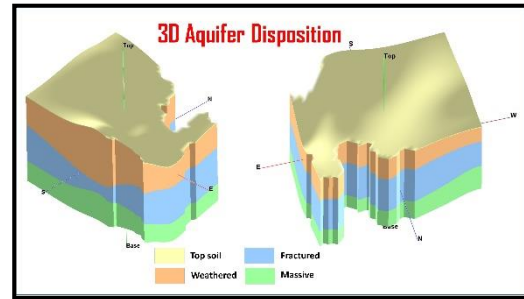 3D Aquifer Disposition
Top
N
E
S
Base
S
Top
W
E
N
Base
Top soil
Fractured
Weathered
Massive